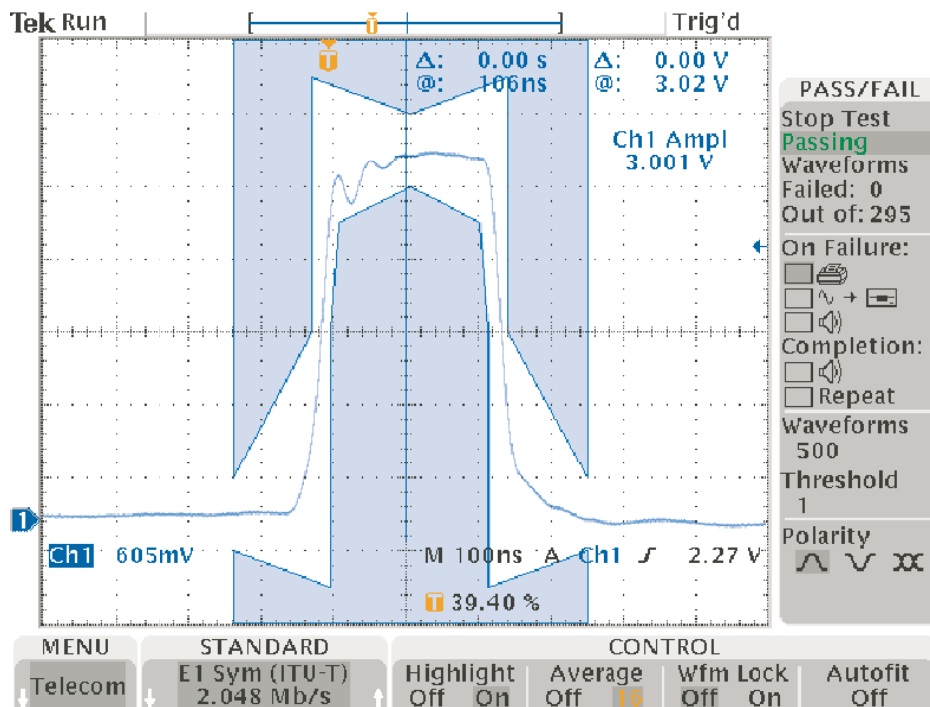 Tek Run
Trig'd
T
T
Δ: 0.00 s
@: 106ns
Δ: 0.00 V
@: 3.02 V
Ch1 Ampl
3.001 V
1
Ch1 605mV
M 100ns A Ch1 2.27 V
T 39.40 %
PASS/FAIL
Stop Test
Passing
Waveforms
Failed: 0
Out of: 295
On Failure:
Completion:
Repeat
Waveforms
500
Threshold
1
Polarity
MENU
Telecom
STANDARD
E1 Sym (ITU-T)
2.048 Mb/s
CONTROL
Highlight
Off On
Average
Off 16
Wfm Lock
Off On
Autofit
Off